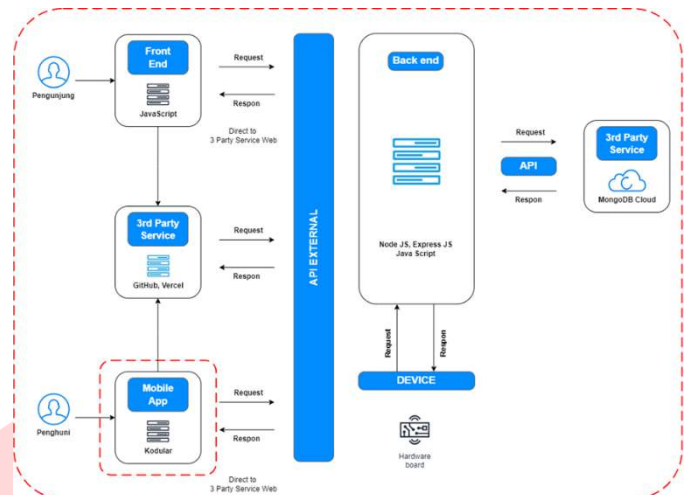 Front
End
JavaScript
Pengunjung
Request
Respon
Direct to
3 Party Service Web
3rd Party
Service
GitHub, Vercel
Request
Respon
Mobile
App
Kodular
Penghuni
Request
Respon
Direct to
3 Party Service Web
API EXTERNAL
Back end
Node JS, Express JS
Java Script
Request
API
Respon
3rd Party
Service
MongoDB Cloud
Request
Respon
DEVICE
Hardware
board